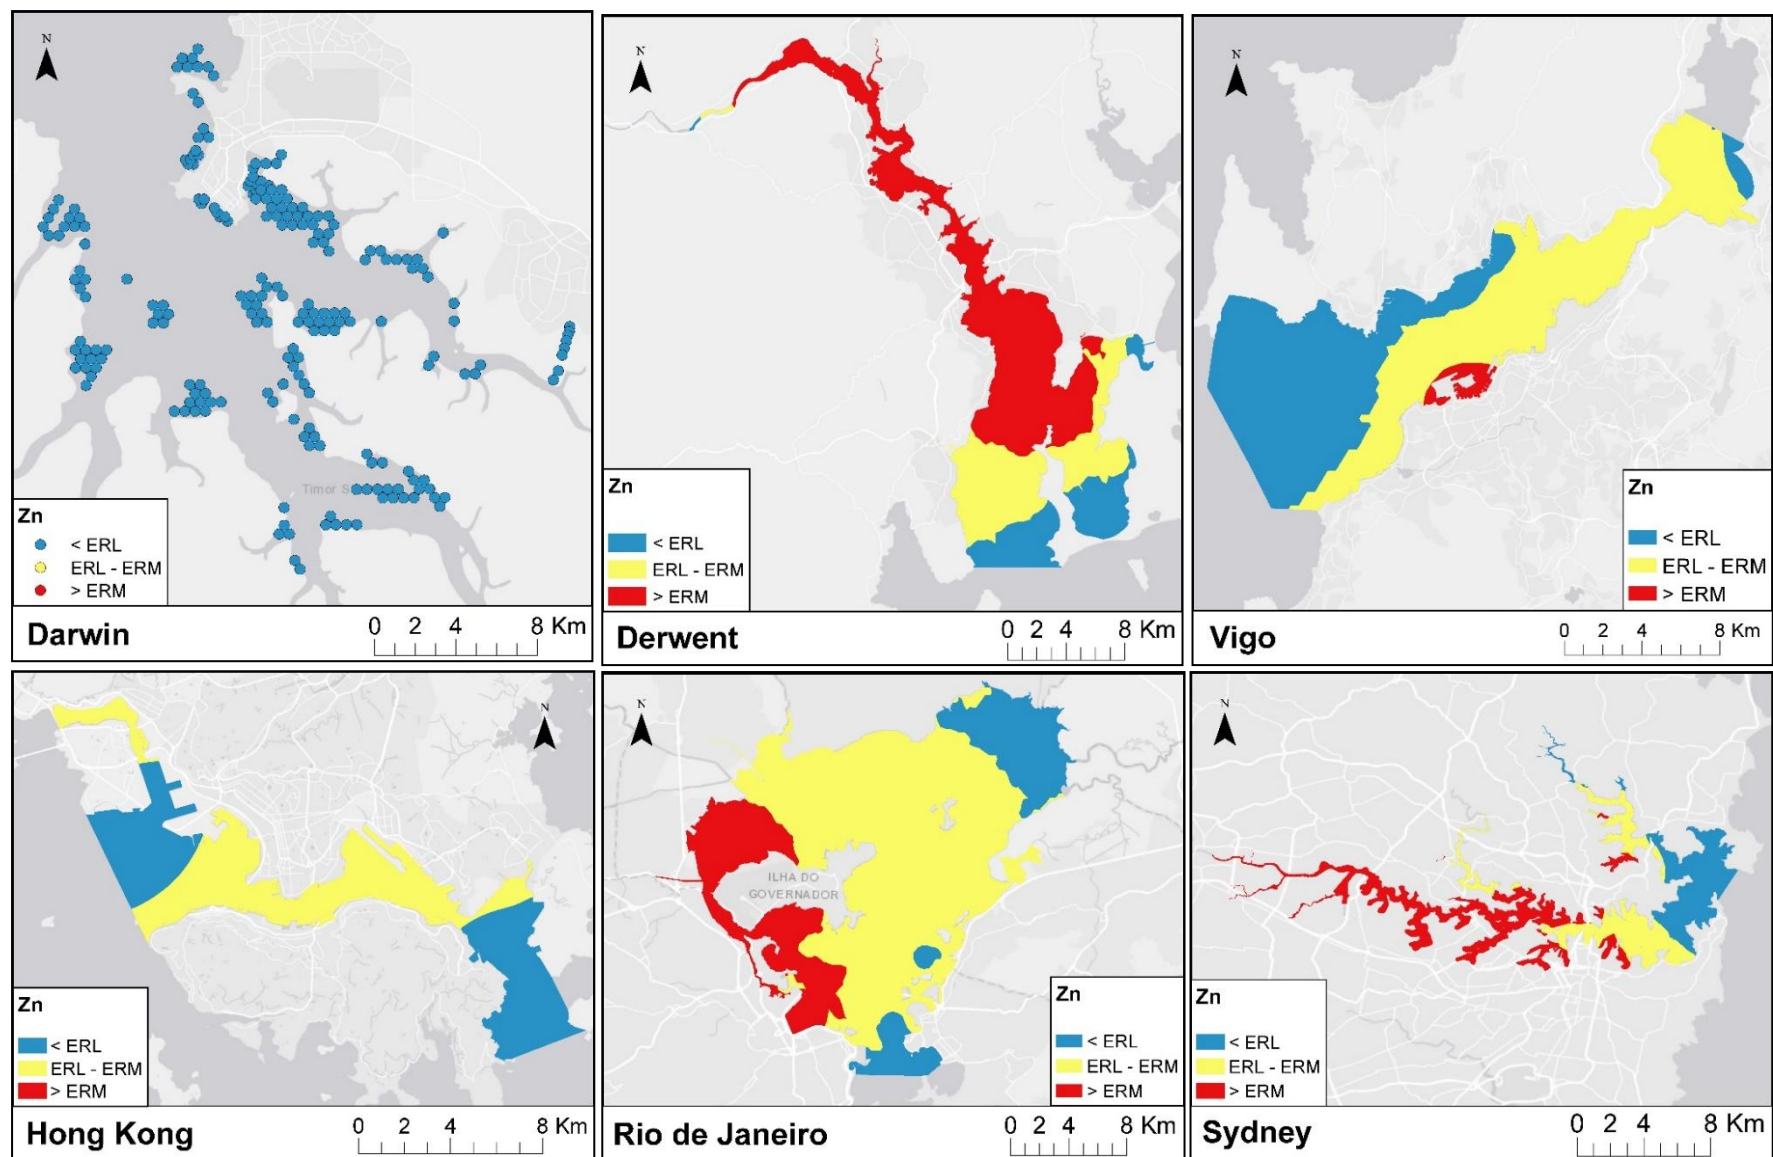 N
Timor S
Zn
< ERL
ERL - ERM
> ERM
Darwin
0 2 4 8 Km
N
Zn
< ERL
ERL - ERM
> ERM
Derwent
0 2 4 8 Km
N
Zn
< ERL
ERL - ERM
> ERM
Vigo
0 2 4 8 Km
N
Zn
< ERL
ERL - ERM
> ERM
Hong Kong
0 2 4 8 Km
N
ILHA DO
GOVERNADOR
Zn
< ERL
ERL - ERM
> ERM
Rio de Janeiro
0 2 4 8 Km
N
Zn
< ERL
ERL - ERM
> ERM
Sydney
0 2 4 8 Km